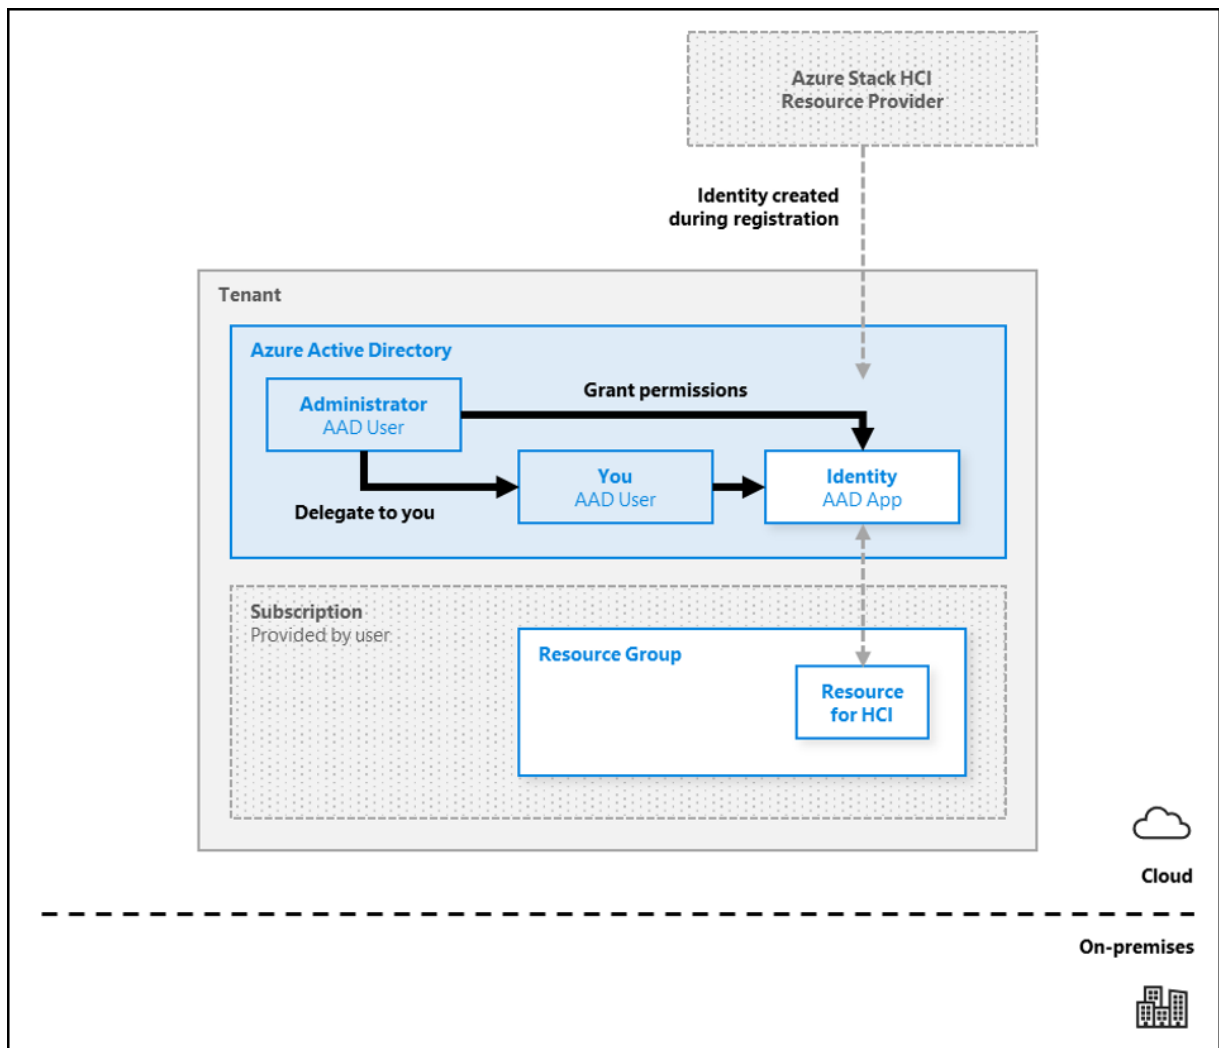 Azure Stack HCI
Resource Provider
Identity created
during registration
Tenant
Azure Active Directory
Administrator
AAD User
Grant permissions
You
AAD User
Identity
AAD App
Delegate to you
Subscription
Provided by user
Resource Group
Resource
for HCI
Cloud
On-premises